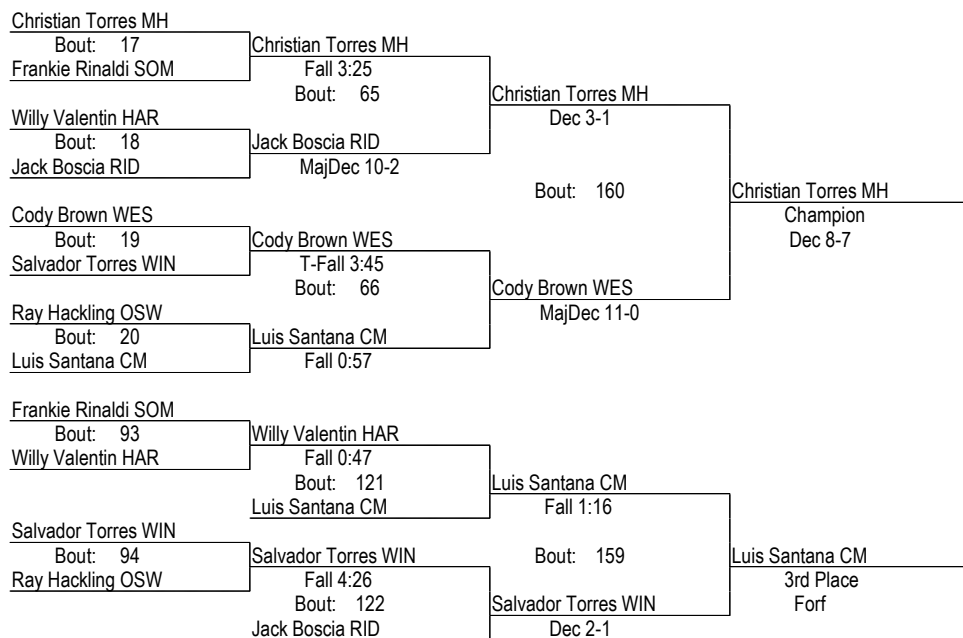 Christian Torres MH
Bout: 17
Christian Torres MH
Frankie Rinaldi SOM
Fall 3:25
Bout: 65
Christian Torres MH
Willy Valentin HAR
Dec 3-1
Bout: 18
Jack Boscia RID
Jack Boscia RID
MajDec 10-2
Bout: 160
Christian Torres MH
Cody Brown WES
Champion
Bout: 19
Cody Brown WES
Dec 8-7
Salvador Torres WIN
T-Fall 3:45
Bout: 66
Cody Brown WES
Ray Hackling OSW
MajDec 11-0
Bout: 20
Luis Santana CM
Luis Santana CM
Fall 0:57
Frankie Rinaldi SOM
Bout: 93
Willy Valentin HAR
Willy Valentin HAR
Fall 0:47
Bout: 121
Luis Santana CM
Luis Santana CM
Fall 1:16
Salvador Torres WIN
Bout: 94
Salvador Torres WIN
Bout: 159
Luis Santana CM
Ray Hackling OSW
Fall 4:26
3rd Place
Bout: 122
Salvador Torres WIN
Forf
Jack Boscia RID
Dec 2-1